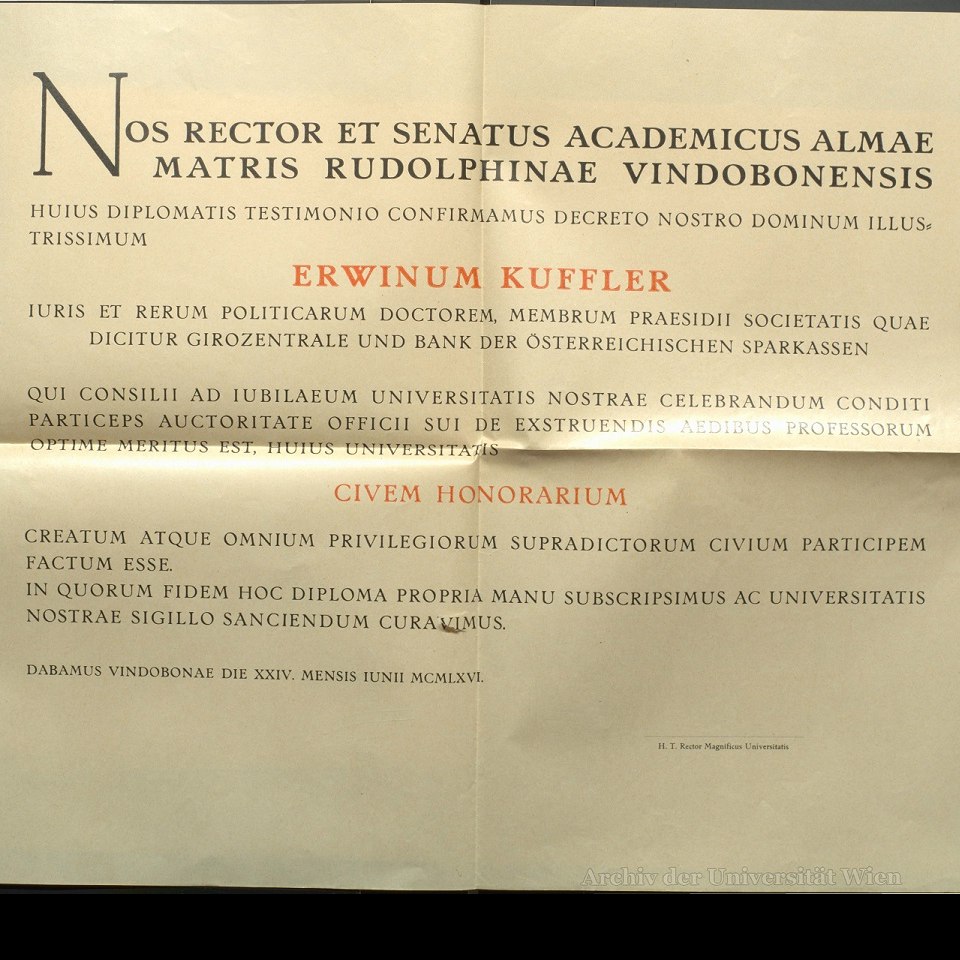 NOS RECTOR ET SENATUS ACADEMICUS ALMAE
MATRIS RUDOLPHINAE VINDOBONENSIS
HUIUS DIPLOMATIS TESTIMONIO CONFIRMAMUS DECRETO NOSTRO DOMINUM ILLUS=
TRISSIMUM
ERWINUM KUFFLER
IURIS ET RERUM POLITICARUM DOCTOREM, MEMBRUM PRAESIDII SOCIETATIS QUAE
DICITUR GIROZENTRALE UND BANK DER ÖSTERREICHISCHEN SPARKASSEN
QUI CONSILII AD IUBILAEUM UNIVERSITATIS NOSTRAE CELEBRANDUM CONDITI
PARTICEPS AUCTORITATE OFFICII SUI DE EXSTRUENDIS AEDIBUS PROFESSORUM
OPTIME MERITUS EST, HUIUS UNIVERSITATIS
CIVEM HONORARIUM
CREATUM ATQUE OMNIUM PRIVILEGIORUM SUPRADICTORUM CIVIUM PARTICIPEM
FACTUM ESSE.
IN QUORUM FIDEM HOC DIPLOMA PROPRIA MANU SUBSCRIPSIMUS AC UNIVERSITATIS
NOSTRAE SIGILLO SANCIENDUM CURAVIMUS.
DABAMUS VINDOBONAE DIE XXIV. MENSIS IUNII MCMLXVI.
H. T. Rector Magnificus Universitatis
Archiv der Universität Wien